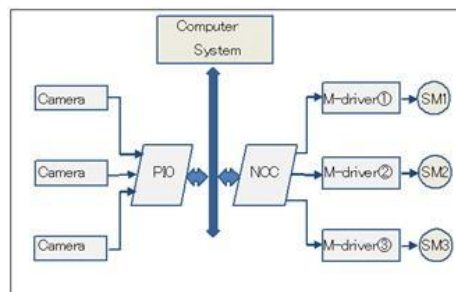 Computer
System
Camera
M-driver①
SM1
Camera
PIO
NCC
M-driver②
SM2
Camera
M-driver③
SM3